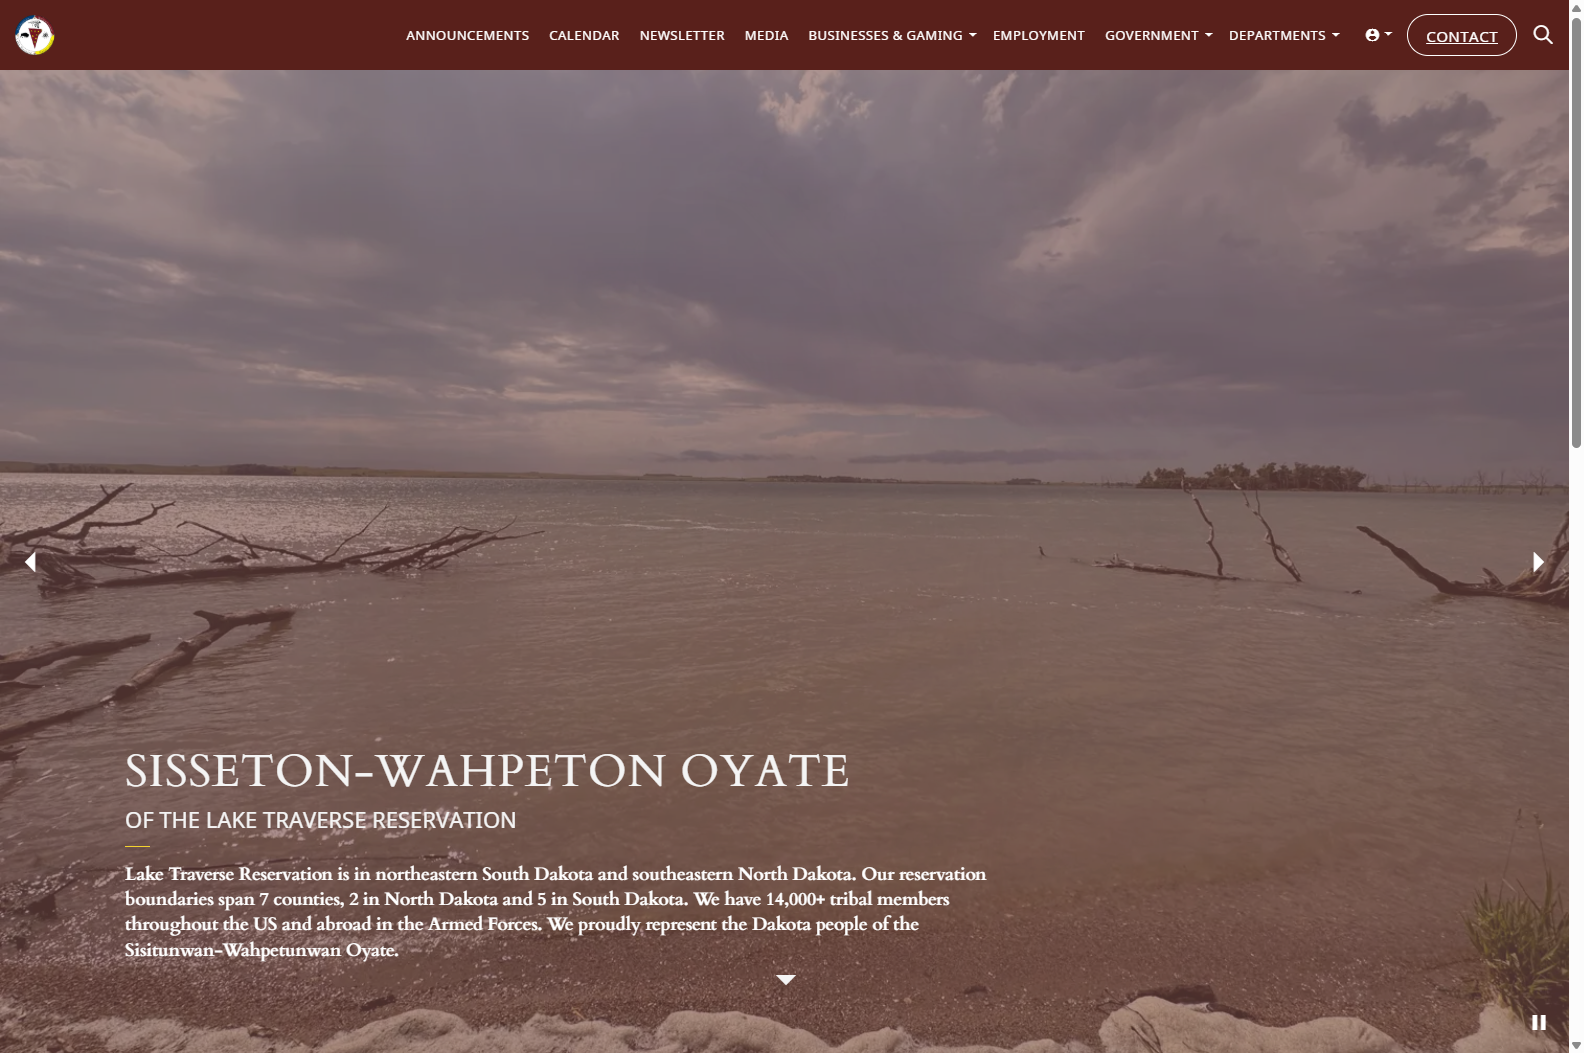 ANNOUNCEMENTS CALENDAR NEWSLETTER MEDIA BUSINESSES & GAMING EMPLOYMENT GOVERNMENT DEPARTMENTS CONTACT
SISSETON-WAHPETON OYATE
OF THE LAKE TRAVERSE RESERVATION
Lake Traverse Reservation is in northeastern South Dakota and southeastern North Dakota. Our reservation
boundaries span 7 counties, 2 in North Dakota and 5 in South Dakota. We have 14,000+ tribal members
throughout the US and abroad in the Armed Forces. We proudly represent the Dakota people of the
Sisitunwan-Wahpetunwan Oyate.